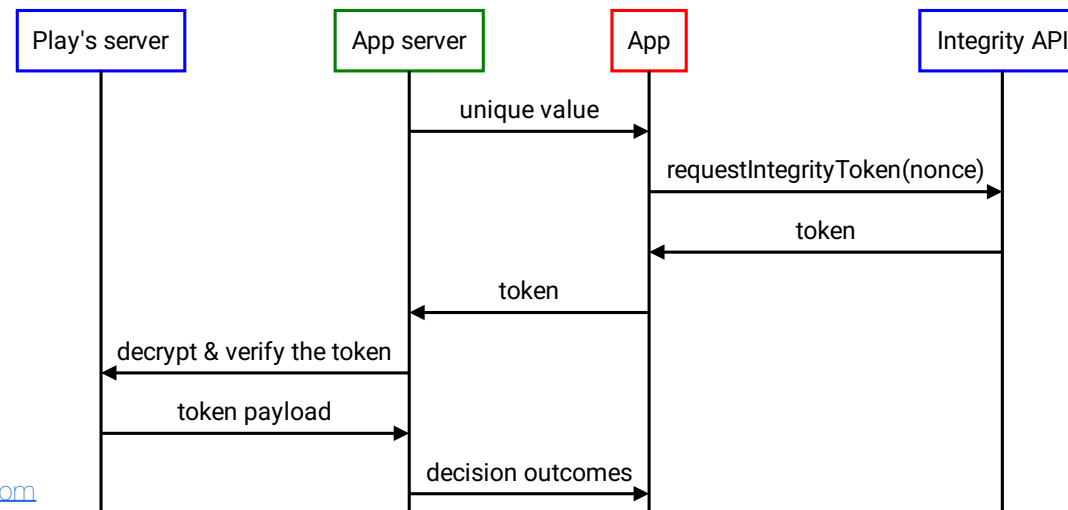 Play's server
App server
App
Integrity API
unique value
requestIntegrityToken(nonce)
token
token
decrypt & verify the token
token payload
decision outcomes
om